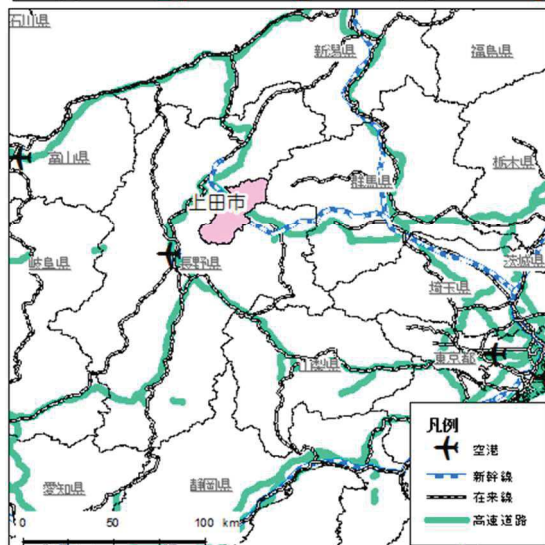 石川県
新潟県
福島県
富山県
栃木県
群馬県
上田市
岐阜県
長野県
茨城県
埼玉県
東京都
山梨県
凡例
空港
新幹線
在来線
高速道路
愛知県
静岡県
0 50 100 km